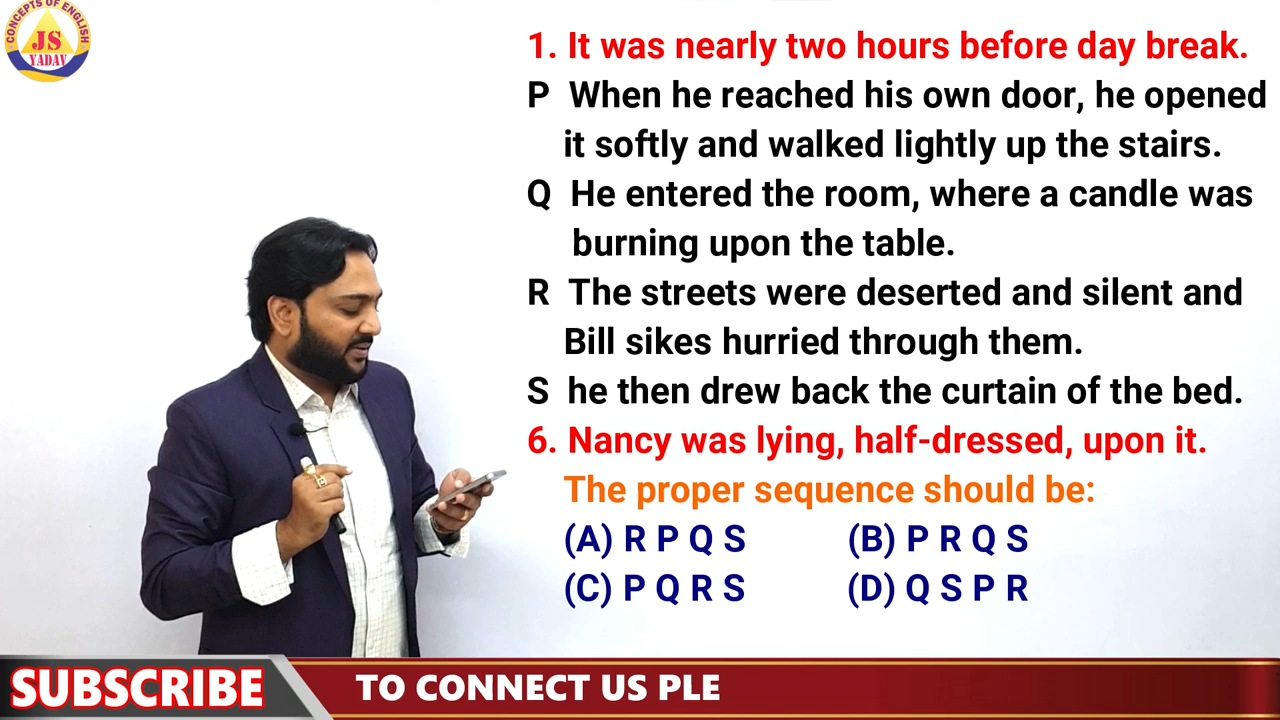 CONCEPTS OF ENGLISH
JS
YADAV
1. It was nearly two hours before day break.
P When he reached his own door, he opened
it softly and walked lightly up the stairs.
Q He entered the room, where a candle was
burning upon the table.
R The streets were deserted and silent and
Bill sikes hurried through them.
S he then drew back the curtain of the bed.
6. Nancy was lying, half-dressed, upon it.
The proper sequence should be:
(A) R P Q S (B) P R Q S
(C) P Q R S (D) Q S P R
SUBSCRIBE
TO CONNECT US PLE